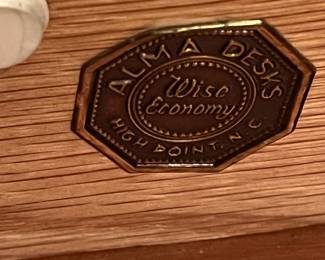 ALMA DESKS
Wise
Economy
HIGH POINT, N.C.